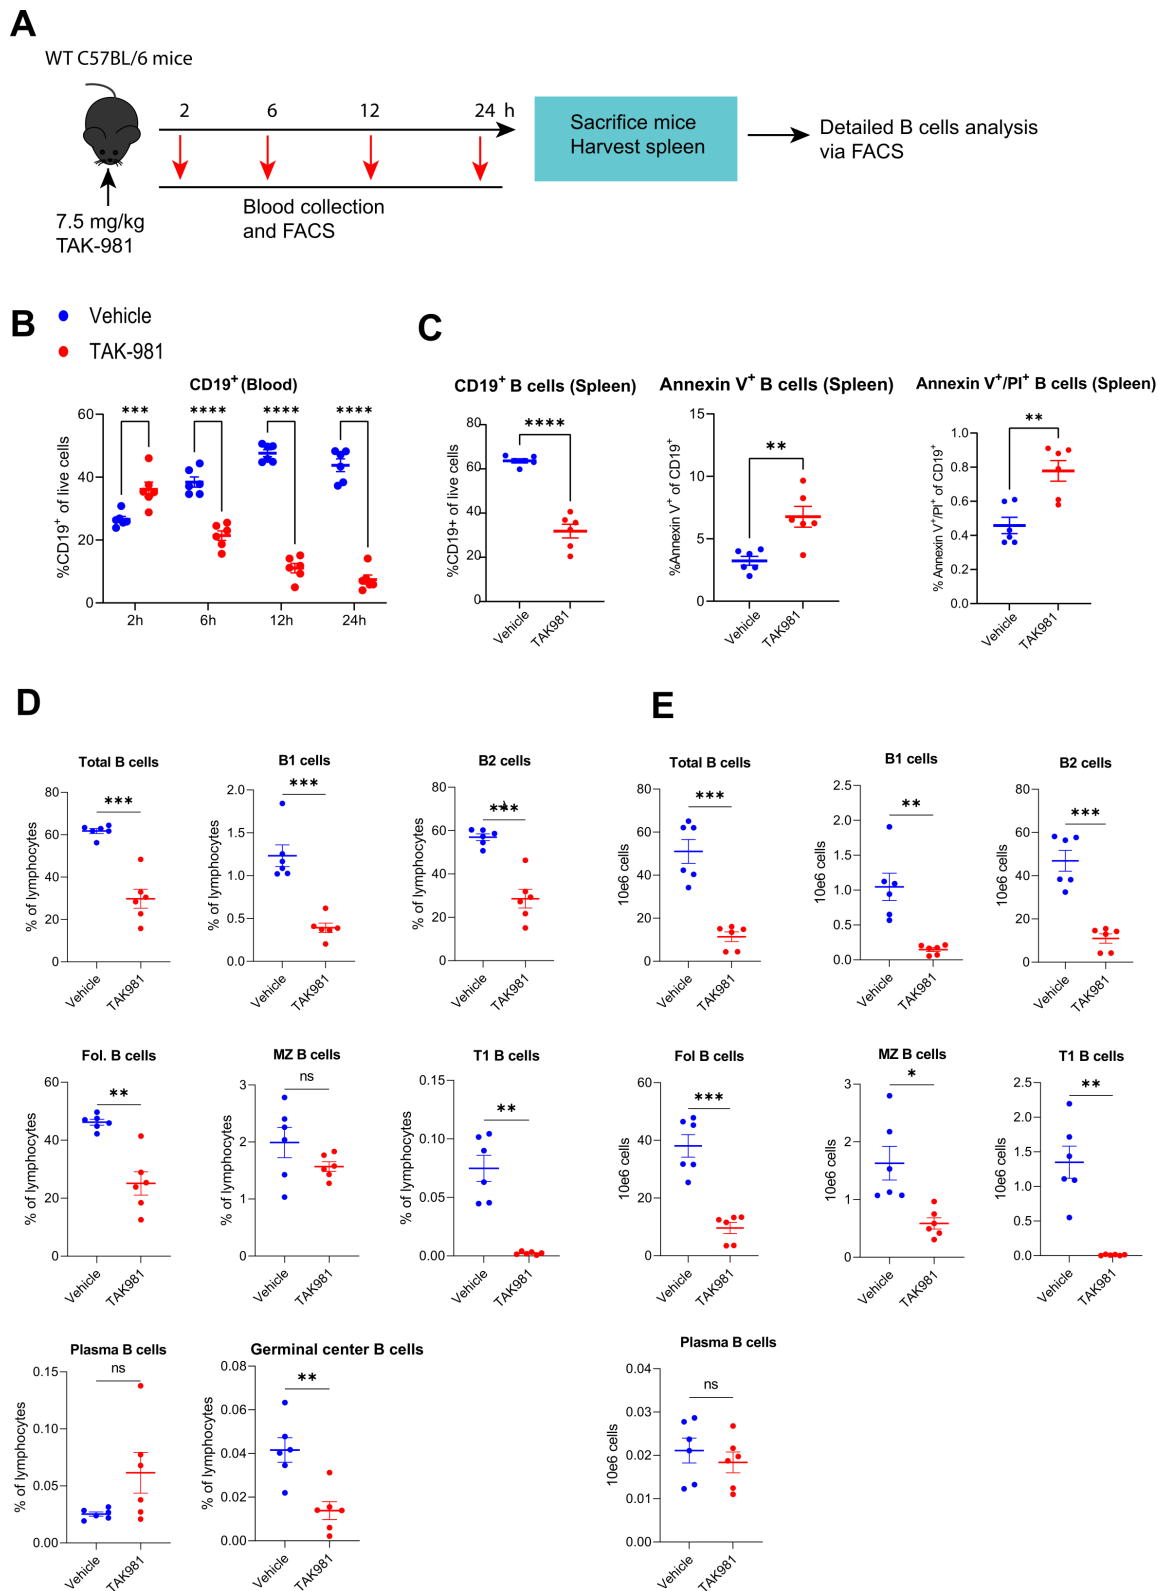 A
WT C57BL/6 mice
2 6 12 24 h
Sacrifice mice
Harvest spleen
Detailed B cells analysis
via FACS
7.5 mg/kg
TAK-981
Blood collection
and FACS
B
Vehicle
TAK-981
CD19+ (Blood)
%CD19+ of live cells
60
40
20
0
*** **** **** ****
2h 6h 12h 24h
C
CD19+ B cells (Spleen)
%CD19+ of live cells
80
60
40
20
0
****
Vehicle TAK981
Annexin V+ B cells (Spleen)
%Annexin V+ of CD19+
15
10
5
0
**
Vehicle TAK981
Annexin V+/PI+ B cells (Spleen)
% Annexin V+/PI+ of CD19+
1.0
0.8
0.6
0.4
0.2
0.0
**
Vehicle TAK981
D
Total B cells
% of lymphocytes
80
60
40
20
0
***
Vehicle TAK981
B1 cells
% of lymphocytes
2.0
1.5
1.0
0.5
0.0
***
Vehicle TAK981
B2 cells
% of lymphocytes
80
60
40
20
0
***
Vehicle TAK981
Fol. B cells
% of lymphocytes
60
40
20
0
**
Vehicle TAK981
MZ B cells
% of lymphocytes
3
2
1
0
ns
Vehicle TAK981
T1 B cells
% of lymphocytes
0.15
0.10
0.05
0.00
**
Vehicle TAK981
Plasma B cells
% of lymphocytes
0.15
0.10
0.05
0.00
ns
Vehicle TAK981
Germinal center B cells
% of lymphocytes
0.08
0.06
0.04
0.02
0.00
**
Vehicle TAK981
E
Total B cells
10e6 cells
80
60
40
20
0
***
Vehicle TAK981
B1 cells
10e6 cells
2.5
2.0
1.5
1.0
0.5
0.0
**
Vehicle TAK981
B2 cells
10e6 cells
80
60
40
20
0
***
Vehicle TAK981
Fol B cells
10e6 cells
60
40
20
0
***
Vehicle TAK981
MZ B cells
10e6 cells
3
2
1
0
*
Vehicle TAK981
T1 B cells
10e6 cells
2.5
2.0
1.5
1.0
0.5
0.0
**
Vehicle TAK981
Plasma B cells
10e6 cells
0.04
0.03
0.02
0.01
0.00
ns
Vehicle TAK981